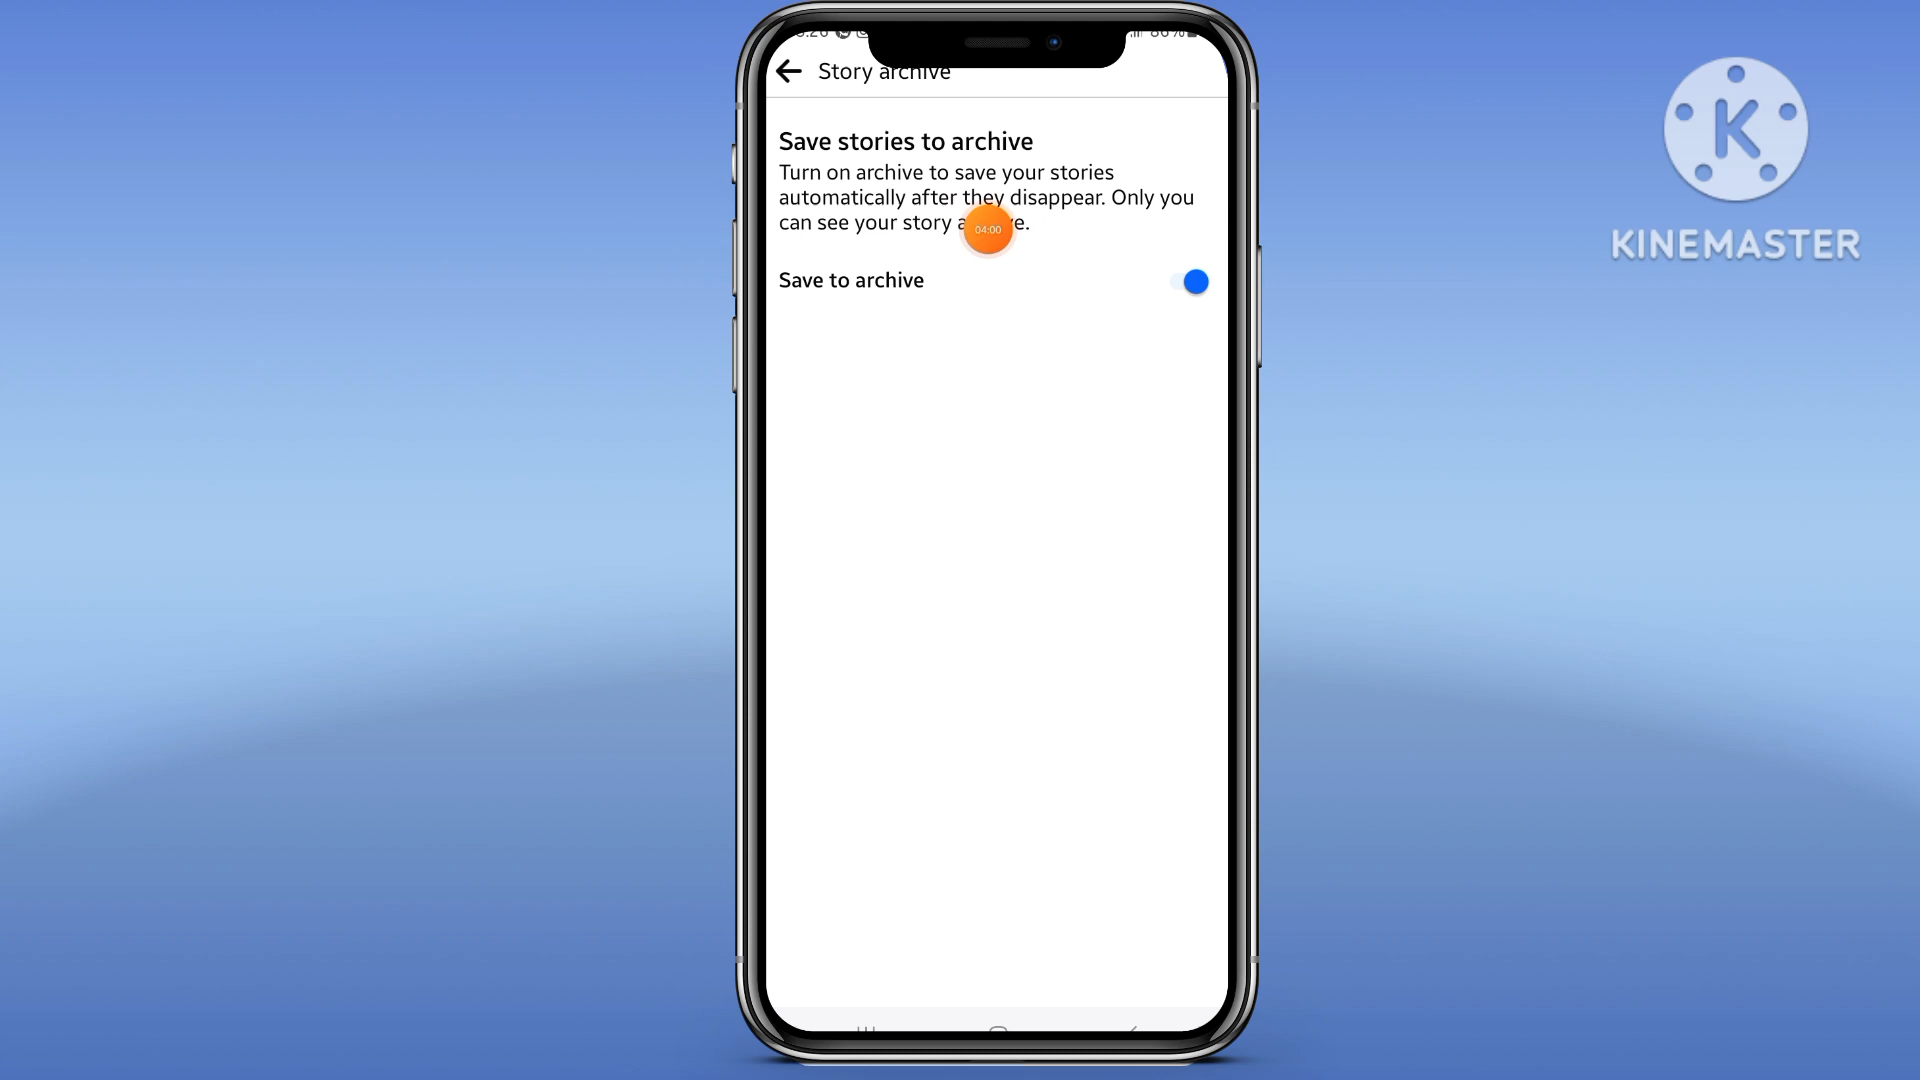 86%
Story archive
Save stories to archive
Turn on archive to save your stories
automatically after they disappear. Only you
can see your story
04:00
Save to archive
K
KINEMASTER